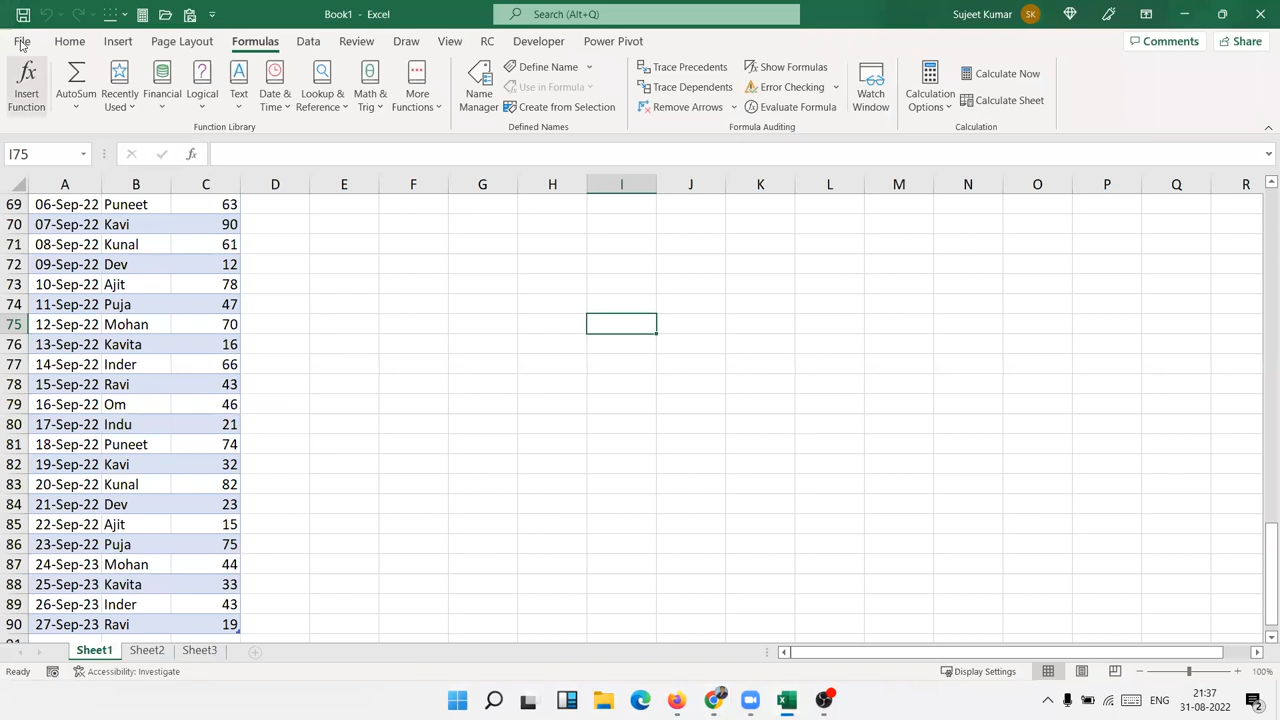 Book1 - Excel
Search (Alt+Q)
Sujeet Kumar
SK
File Home Insert Page Layout Formulas Data Review Draw View RC Developer Power Pivot
Comments
Share
Insert Function
AutoSum
Recently Used
Financial
Logical
Text
Date & Time
Lookup & Reference
Math & Trig
More Functions
Function Library
Name Manager
Define Name
Use in Formula
Create from Selection
Defined Names
Trace Precedents
Trace Dependents
Remove Arrows
Show Formulas
Error Checking
Evaluate Formula
Formula Auditing
Watch Window
Calculation Options
Calculate Now
Calculate Sheet
Calculation
I75
fx
A B C D E F G H I J K L M N O P Q R
69 06-Sep-22 Puneet 63
70 07-Sep-22 Kavi 90
71 08-Sep-22 Kunal 61
72 09-Sep-22 Dev 12
73 10-Sep-22 Ajit 78
74 11-Sep-22 Puja 47
75 12-Sep-22 Mohan 70
76 13-Sep-22 Kavita 16
77 14-Sep-22 Inder 66
78 15-Sep-22 Ravi 43
79 16-Sep-22 Om 46
80 17-Sep-22 Indu 21
81 18-Sep-22 Puneet 74
82 19-Sep-22 Kavi 32
83 20-Sep-22 Kunal 82
84 21-Sep-22 Dev 23
85 22-Sep-22 Ajit 15
86 23-Sep-22 Puja 75
87 24-Sep-23 Mohan 44
88 25-Sep-23 Kavita 33
89 26-Sep-23 Inder 43
90 27-Sep-23 Ravi 19
Sheet1 Sheet2 Sheet3
Ready
Accessibility: Investigate
Display Settings
100%
ENG
21:37
31-08-2022
2